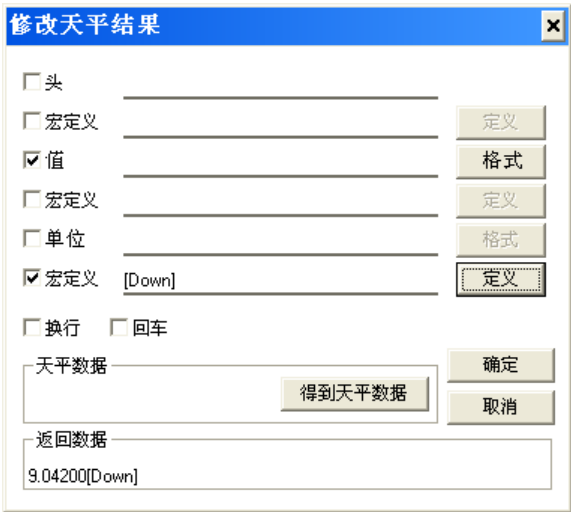 修改天平结果
头
宏定义 定义
值 格式
宏定义 定义
单位 格式
宏定义 [Down] 定义
换行 回车
天平数据 确定
得到天平数据 取消
返回数据
9.04200[Down]